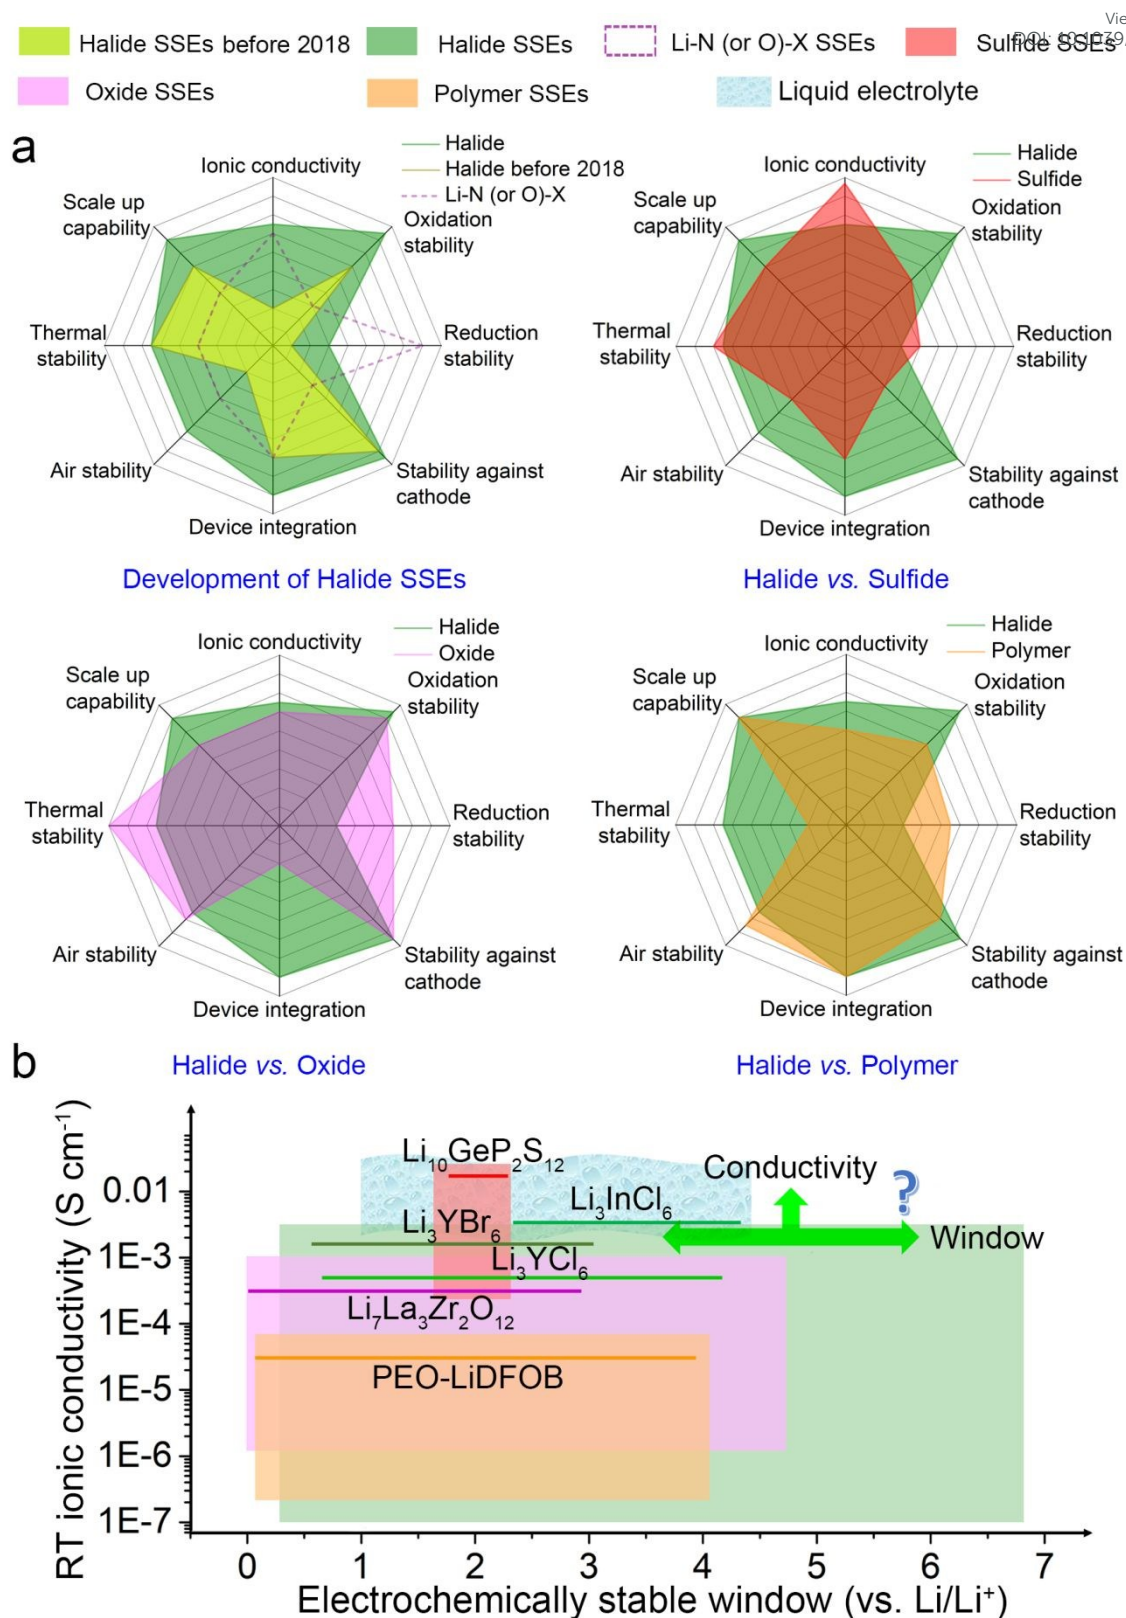 Vie
Halide SSEs before 2018
Halide SSEs
Li-N (or O)-X SSEs
Sulfide SSEs
Oxide SSEs
Polymer SSEs
Liquid electrolyte
a
Halide
Halide before 2018
Li-N (or O)-X
Ionic conductivity
Oxidation
stability
Reduction
stability
Stability against
cathode
Device integration
Air stability
Thermal
stability
Scale up
capability
Development of Halide SSEs
Halide
Sulfide
Ionic conductivity
Oxidation
stability
Reduction
stability
Stability against
cathode
Device integration
Air stability
Thermal
stability
Scale up
capability
Halide vs. Sulfide
Halide
Oxide
Ionic conductivity
Oxidation
stability
Reduction
stability
Stability against
cathode
Device integration
Air stability
Thermal
stability
Scale up
capability
Halide vs. Oxide
Halide
Polymer
Ionic conductivity
Oxidation
stability
Reduction
stability
Stability against
cathode
Device integration
Air stability
Thermal
stability
Scale up
capability
Halide vs. Polymer
b
RT ionic conductivity (S cm⁻¹)
0.01
1E-3
1E-4
1E-5
1E-6
1E-7
Li₁₀GeP₂S₁₂
Li₃InCl₆
Li₃YBr₆
Li₃YCl₆
Li₇La₃Zr₂O₁₂
PEO-LiDFOB
Conductivity
?
Window
0 1 2 3 4 5 6 7
Electrochemically stable window (vs. Li/Li⁺)